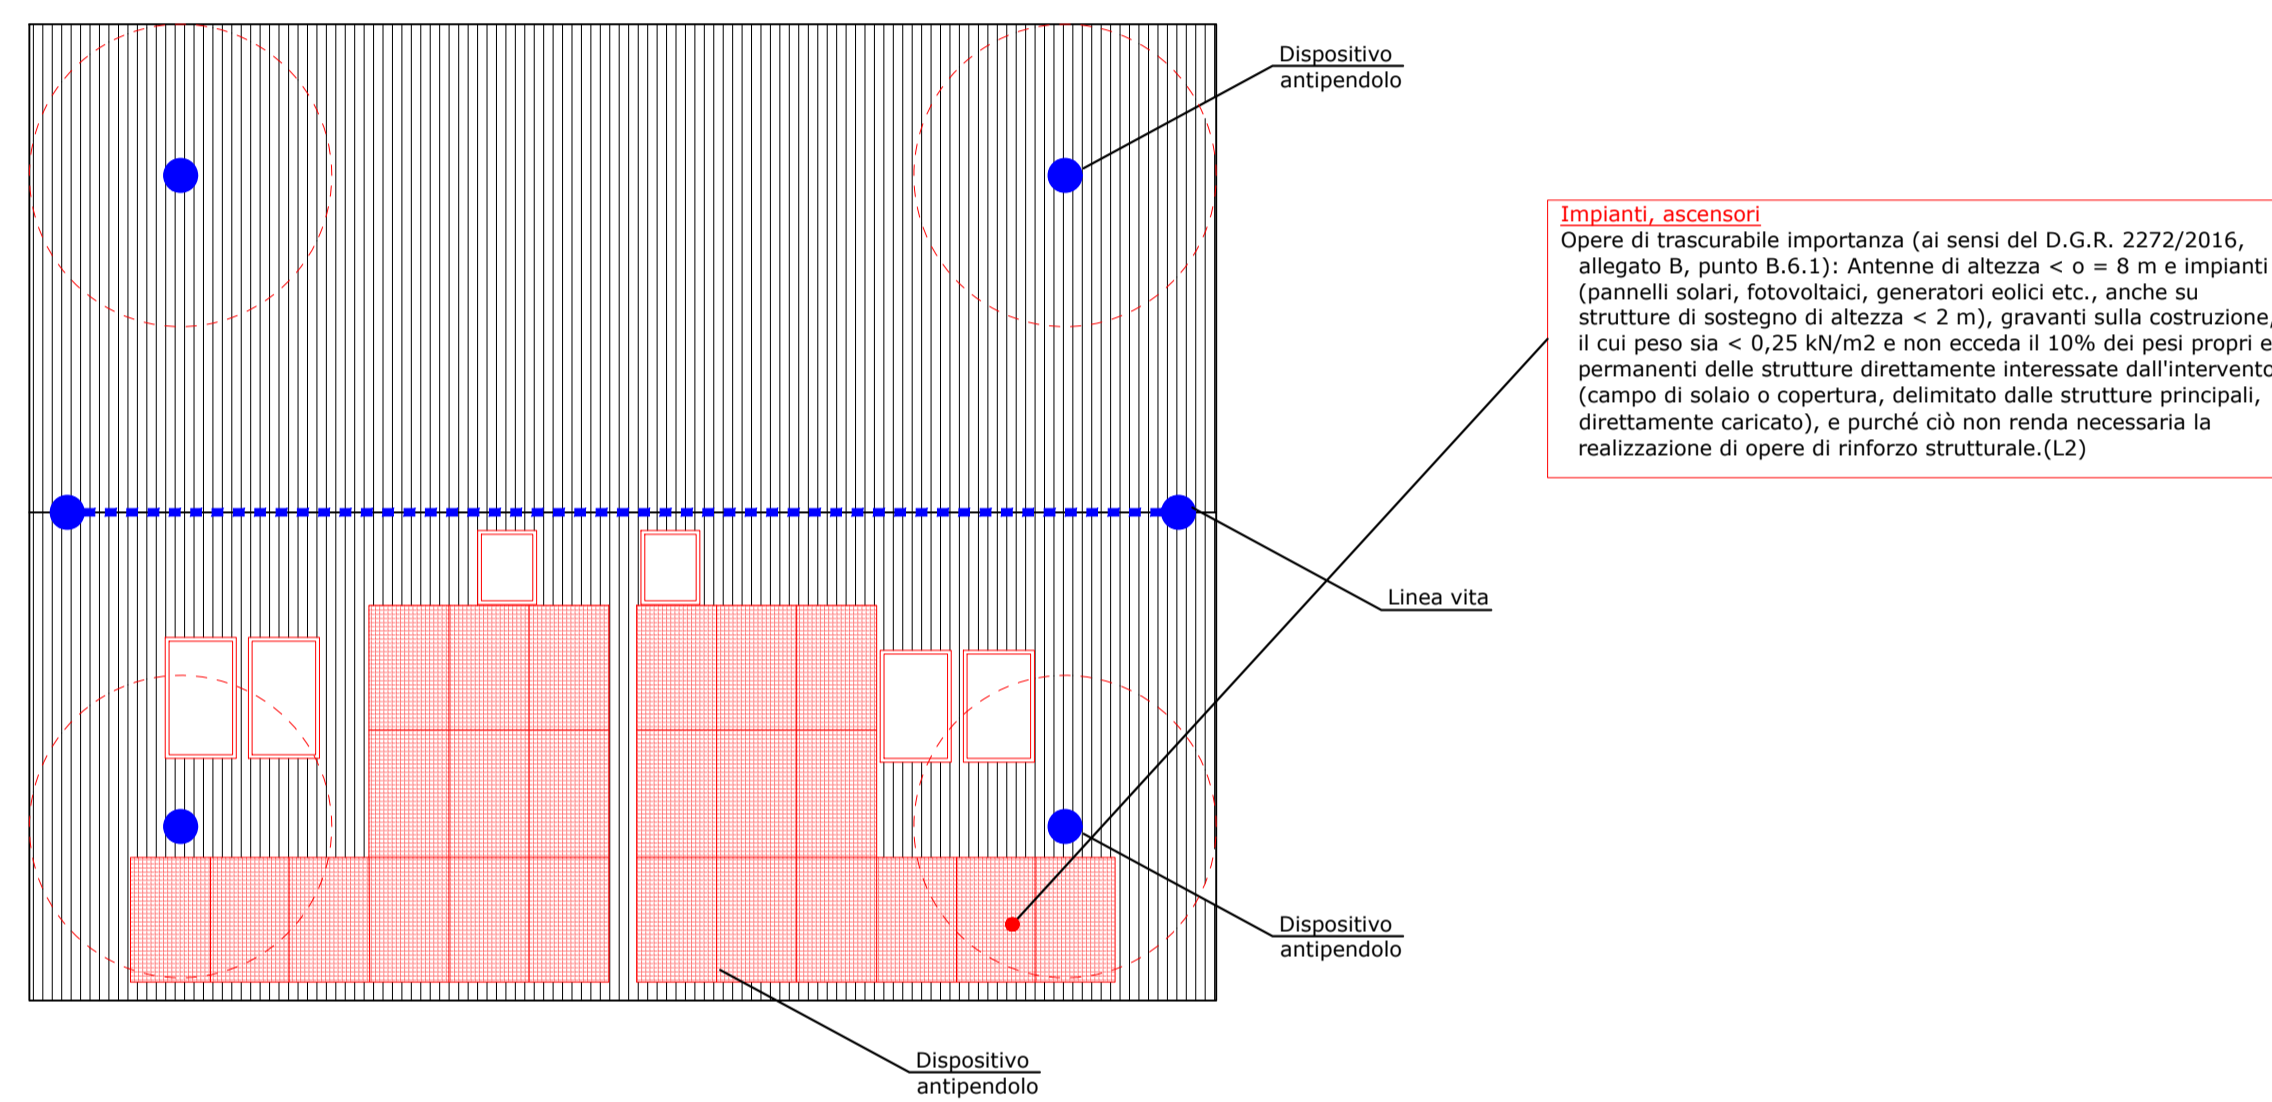 Dispositivo
antipendolo
Impianti, ascensori
Opere di trascurabile importanza (ai sensi del D.G.R. 2272/2016,
allegato B, punto B.6.1): Antenne di altezza < o = 8 m e impianti
(pannelli solari, fotovoltaici, generatori eolici etc., anche su
strutture di sostegno di altezza < 2 m), gravanti sulla costruzione,
il cui peso sia < 0,25 kN/m2 e non ecceda il 10% dei pesi propri e
permanenti delle strutture direttamente interessate dall'intervento
(campo di solaio o copertura, delimitato dalle strutture principali,
direttamente caricato), e purché ciò non renda necessaria la
realizzazione di opere di rinforzo strutturale.(L2)
Linea vita
Dispositivo
antipendolo
Dispositivo
antipendolo